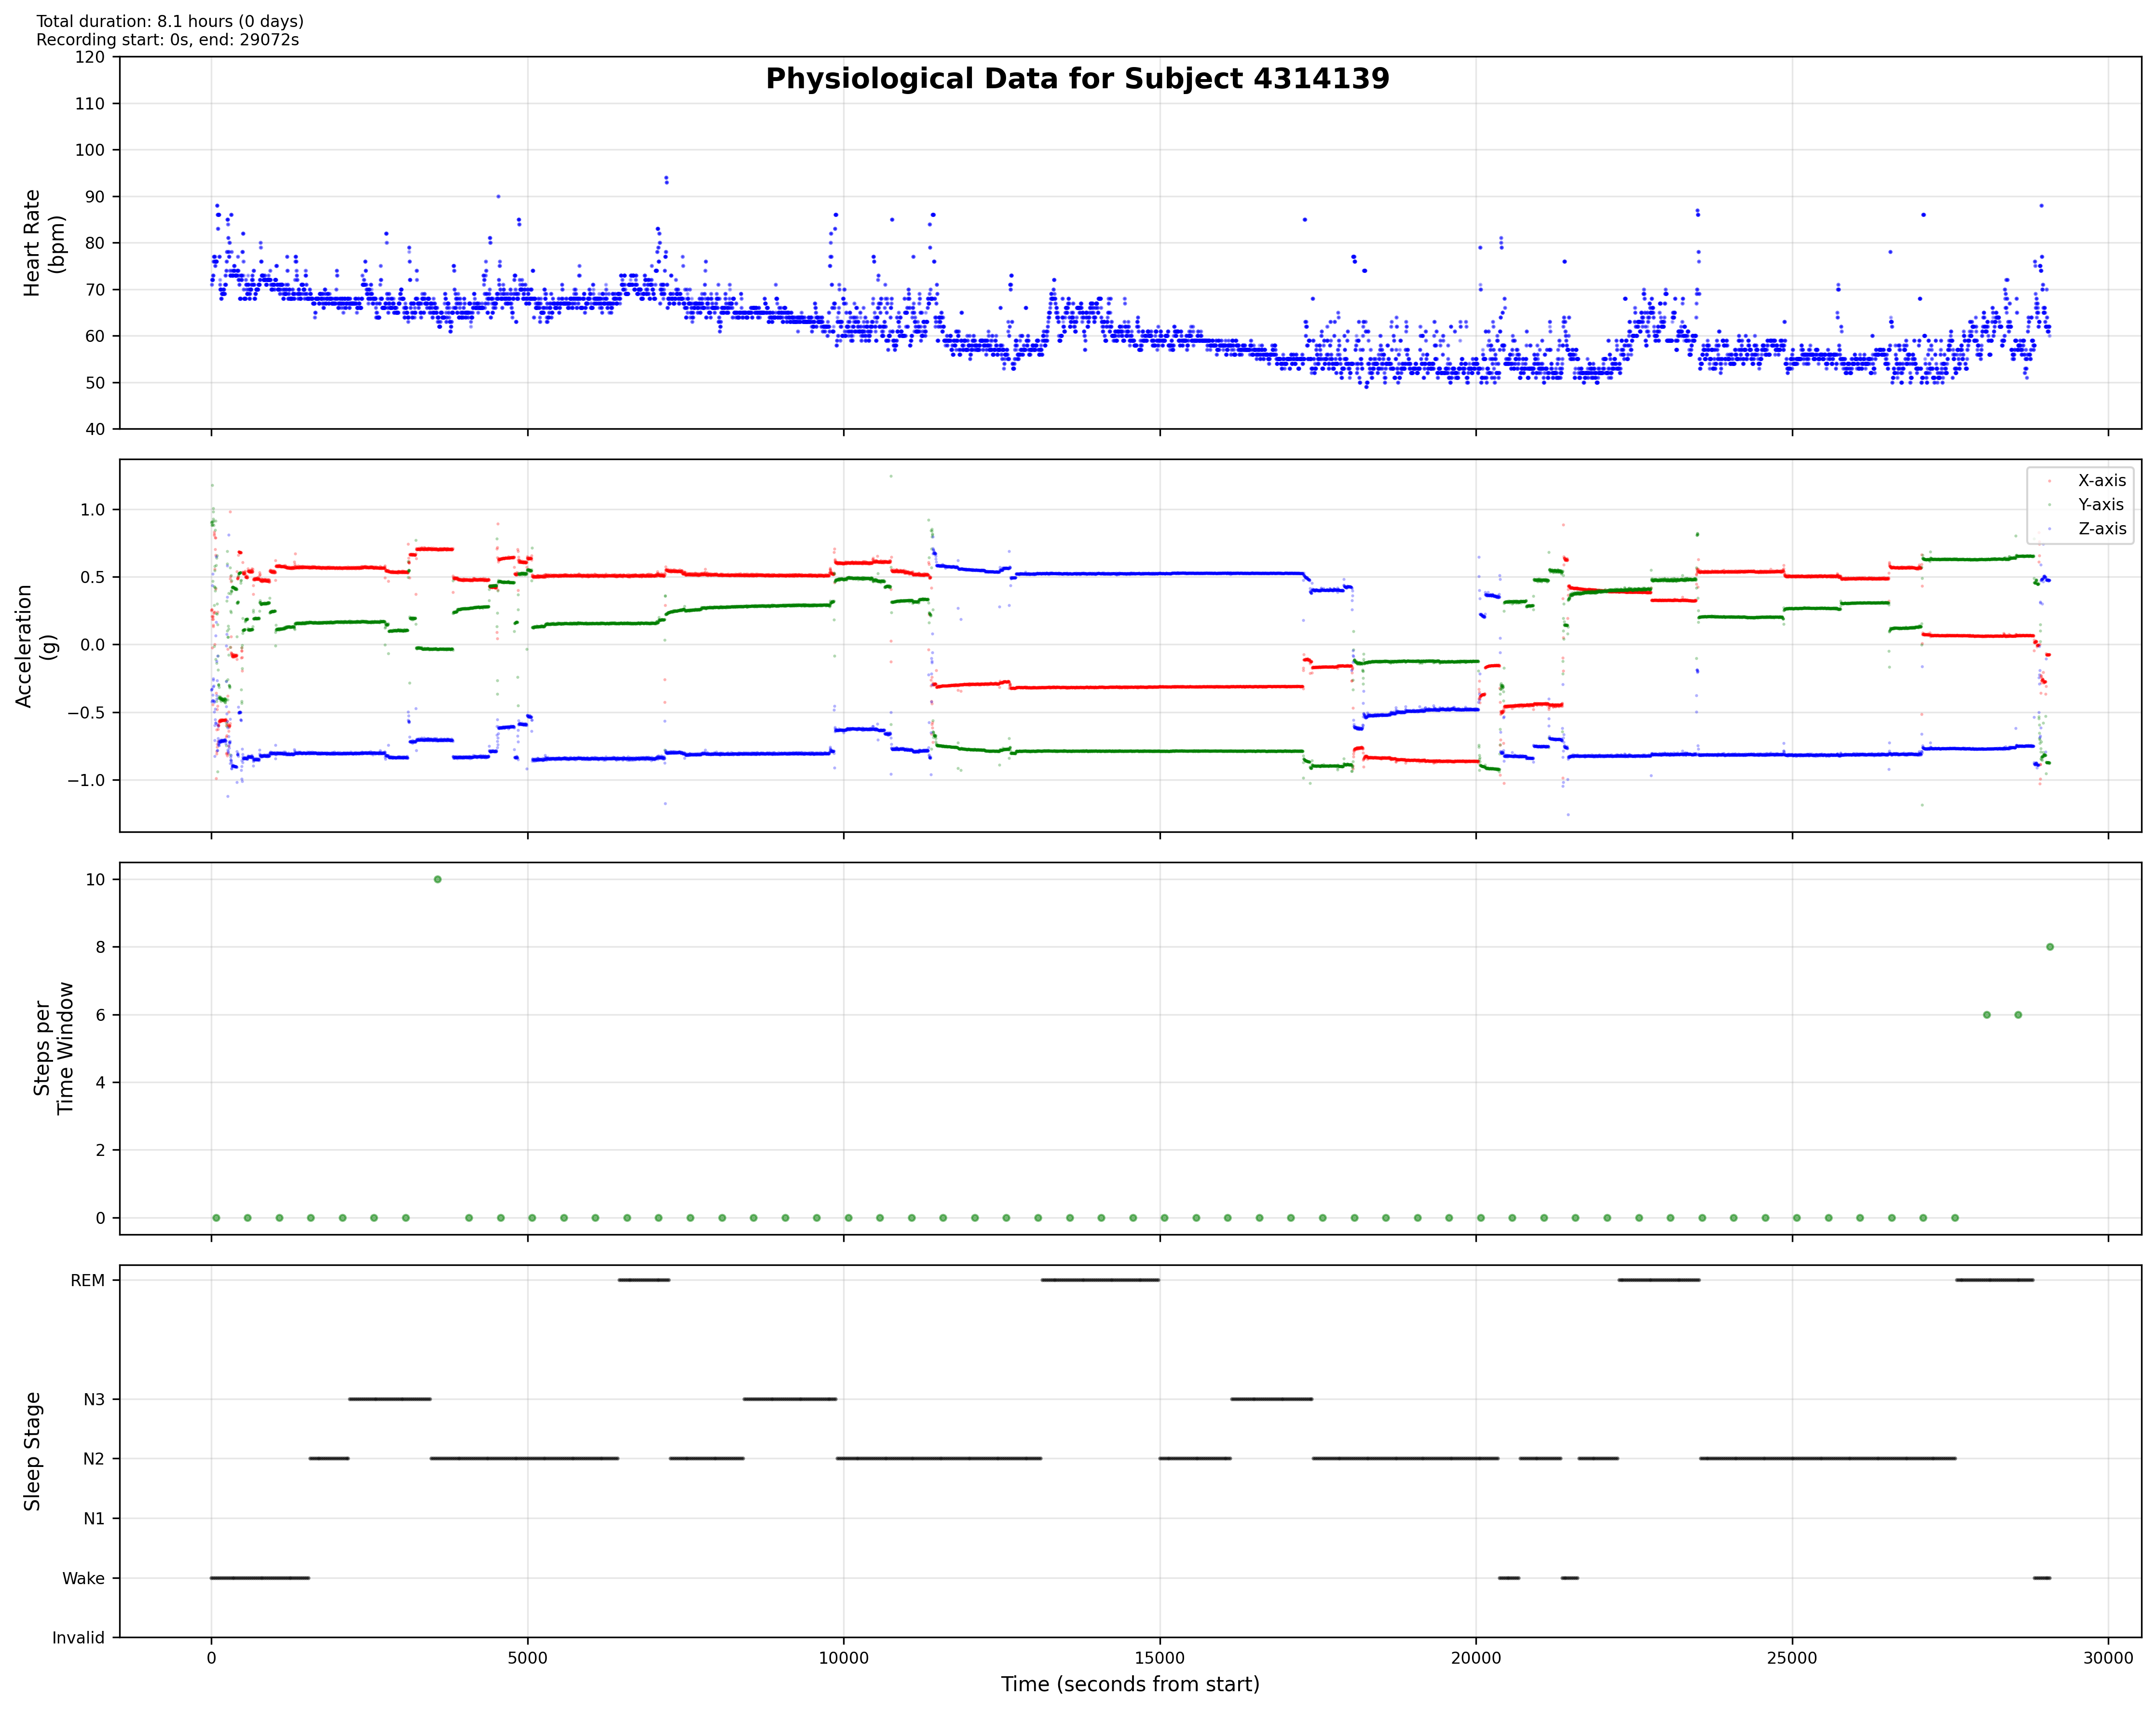 Total duration: 8.1 hours (0 days)
Recording start: 0s, end: 29072s
Physiological Data for Subject 4314139
120
110
100
90
80
70
60
50
40
Heart Rate
(bpm)
X-axis
Y-axis
Z-axis
1.0
0.5
0.0
−0.5
−1.0
Acceleration
(g)
10
8
6
4
2
0
Steps per
Time Window
REM
N3
N2
N1
Wake
Invalid
Sleep Stage
0
5000
10000
15000
20000
25000
30000
Time (seconds from start)